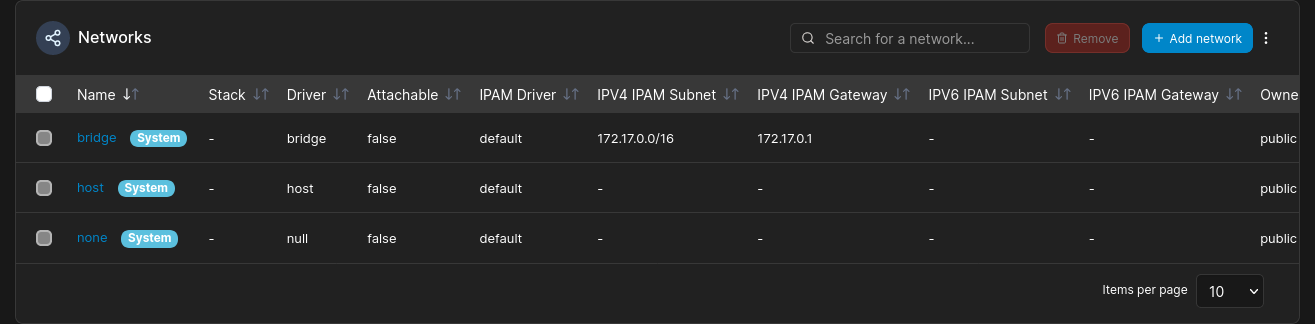 Networks Search for a network... Remove Add network
Name Stack Driver Attachable IPAM Driver IPV4 IPAM Subnet IPV4 IPAM Gateway IPV6 IPAM Subnet IPV6 IPAM Gateway Owne
bridge System - bridge false default 172.17.0.0/16 172.17.0.1 - - public
host System - host false default - - - - public
none System - null false default - - - - public
Items per page 10